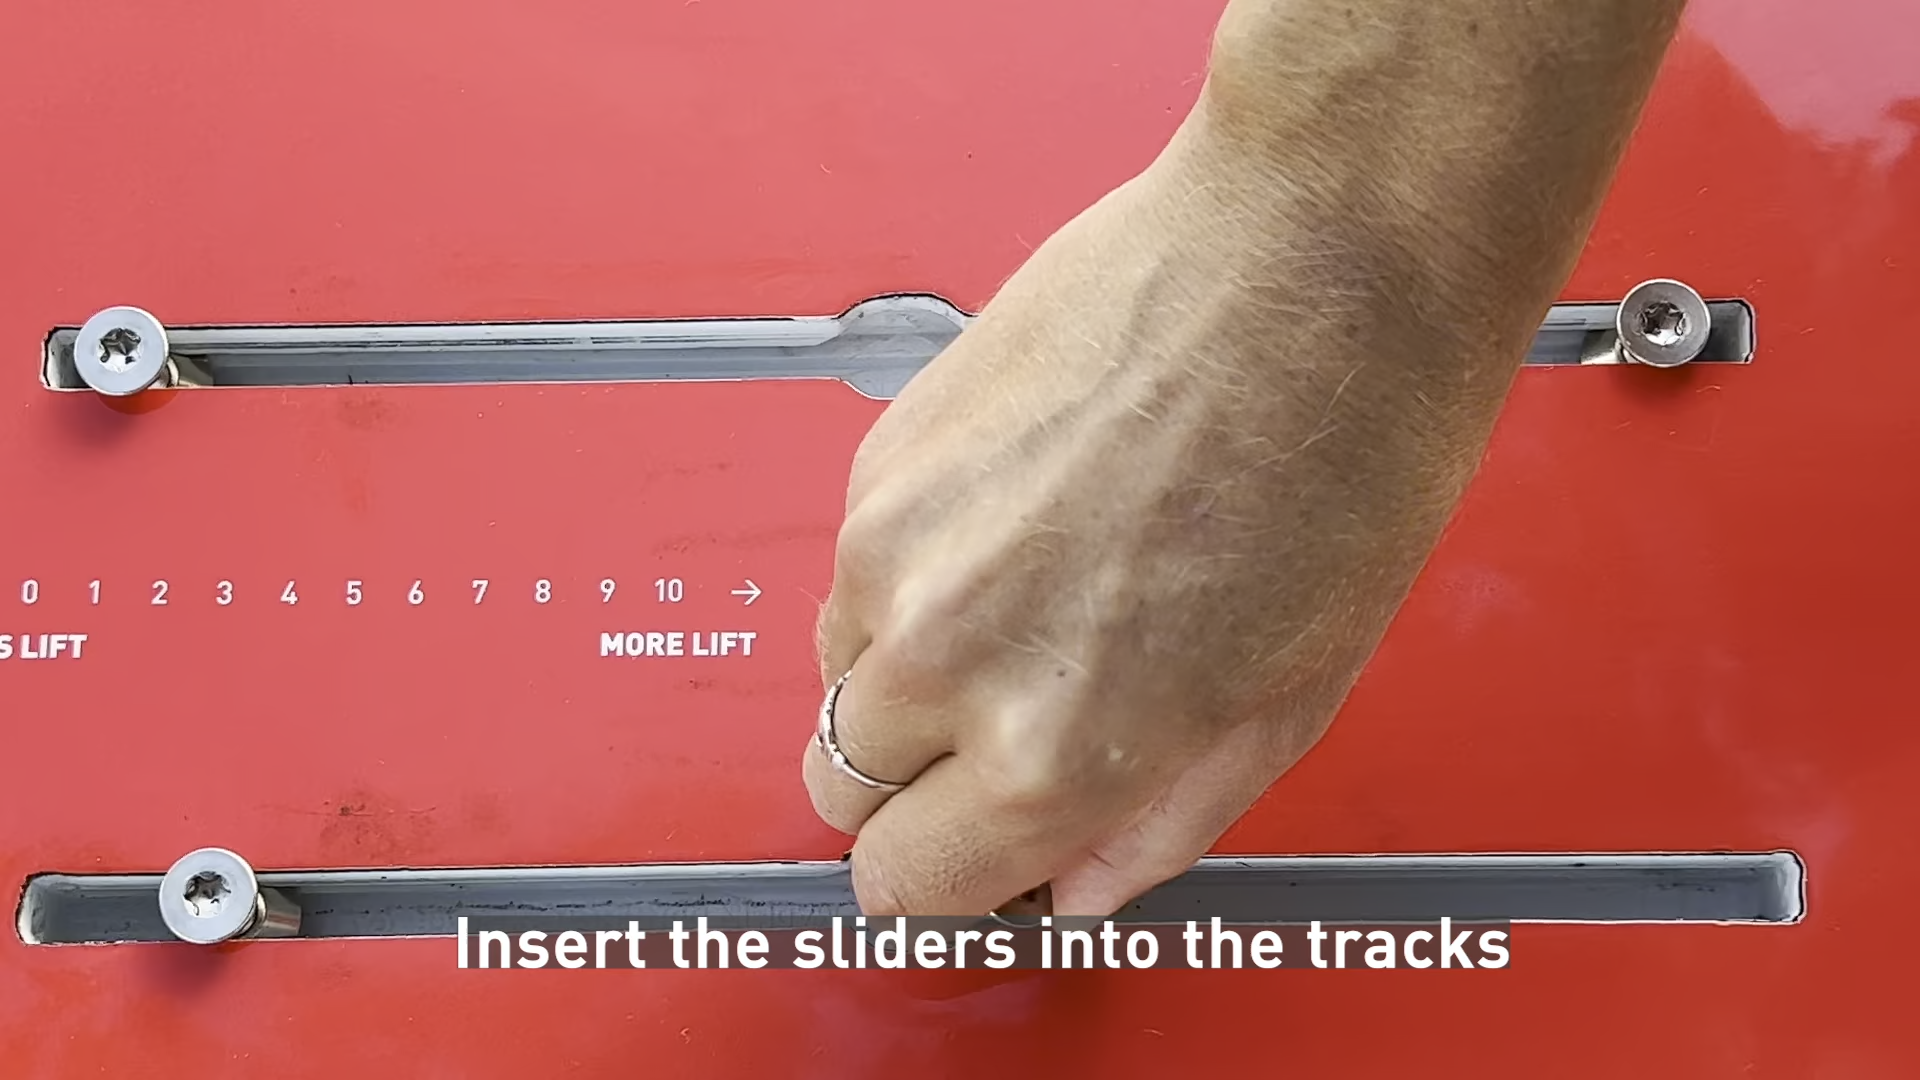 0 1 2 3 4 5 6 7 8 9 10 →
S LIFT MORE LIFT
Insert the sliders into the tracks